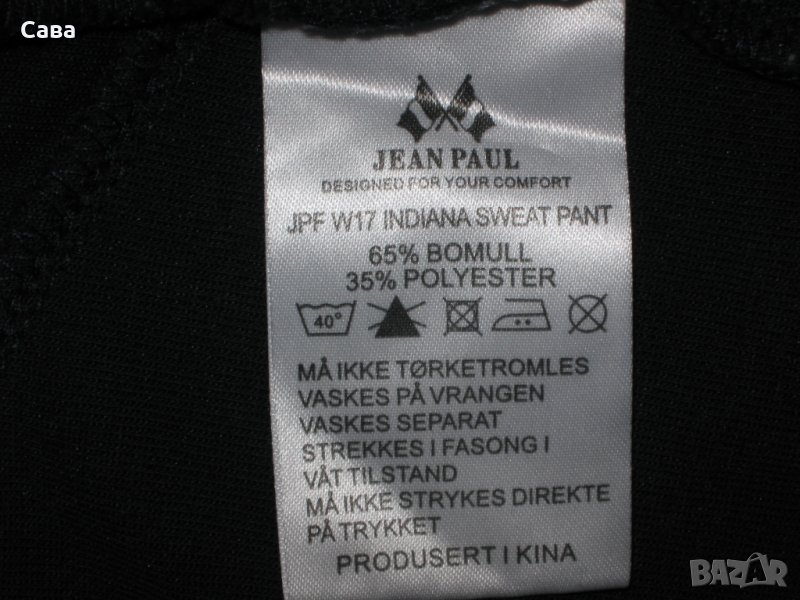 Сава
JEAN PAUL
DESIGNED FOR YOUR COMFORT
JPF W17 INDIANA SWEAT PANT
65% BOMULL
35% POLYESTER
40°
MÅ IKKE TØRKETROMLES
VASKES PÅ VRANGEN
VASKES SEPARAT
STREKKES I FASONG I
VÅT TILSTAND
MÅ IKKE STRYKES DIREKTE
PÅ TRYKKET
PRODUSERT I KINA
BAZAR